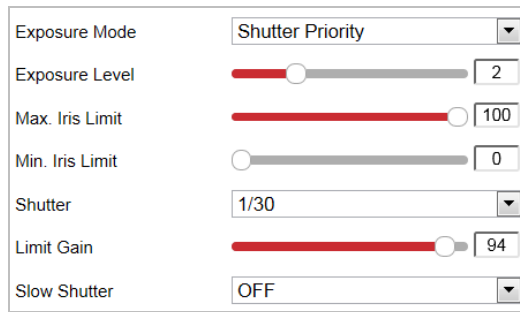 Exposure Mode Shutter Priority
Exposure Level 2
Max. Iris Limit 100
Min. Iris Limit 0
Shutter 1/30
Limit Gain 94
Slow Shutter OFF